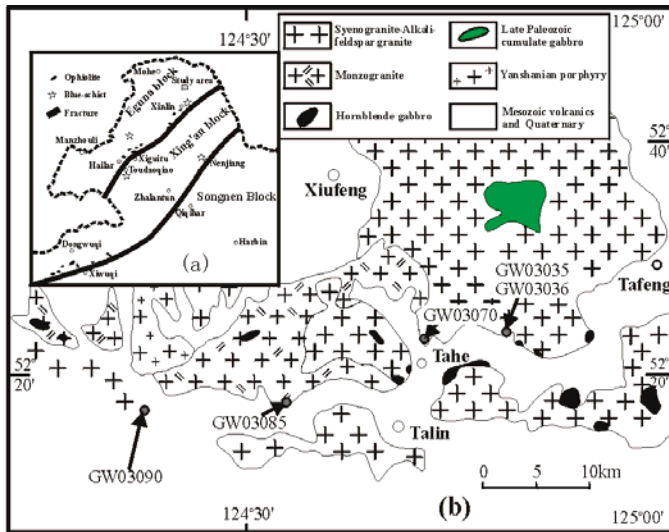 124°30'
125°00'
Syenogranite-Alkali-
feldspar granite
Late Paleozoic
cumulate gabbro
Monzogranite
Yanshanian porphyry
Hornblende gabbro
Mesozoic volcanics
and Quaternary
Ophiolite
Blue-schist
Fracture
Mohe
Study area
Erguna block
Xinlin
Xing'an block
Manzhouli
Hailar
Xiguitu
Toudaoqiao
Nenjiang
Zhalantun
Songnen Block
Qiqihar
Dongwuqi
Harbin
Xiwuqi
(a)
52°
40'
Xiufeng
GW03035
GW03036
Tafeng
GW03070
Tahe
52°
20'
52°
20'
GW03085
Talin
GW03090
0 5 10km
(b)
124°30'
125°00'